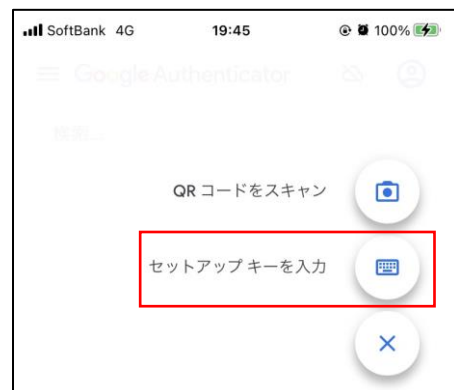 SoftBank 4G 19:45 100%
Google Authenticator
検索...
QR コードをスキャン
セットアップ キーを入力